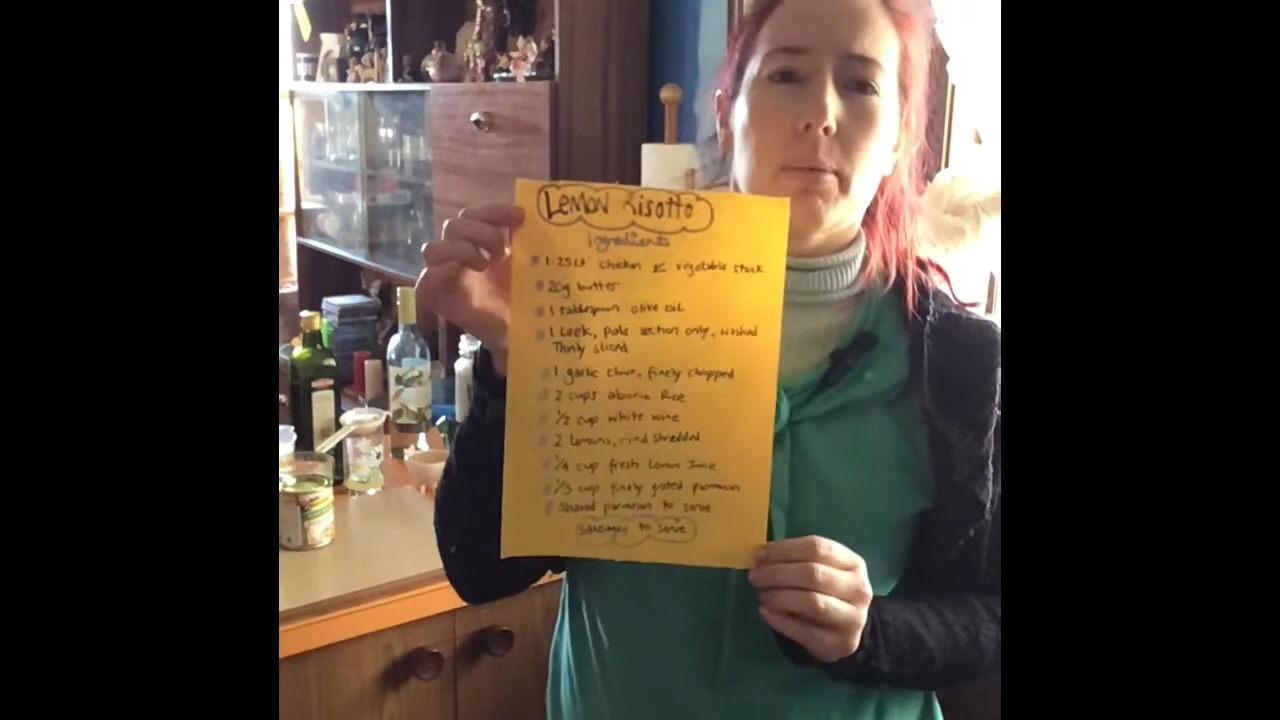 Lemon Risotto
ingredients
1.25Lt chicken or vegetable stock
20g butter
1 tablespoon olive oil
1 Leek, pale section only, washed
Thinly sliced
1 garlic clove, finely chopped
2 cups aborio Rice
1/2 cup white wine
2 Lemons, rind shredded
1/4 cup fresh Lemon Juice
1/3 cup finely grated parmesan
Shaved parmesan to serve
Sausages to serve